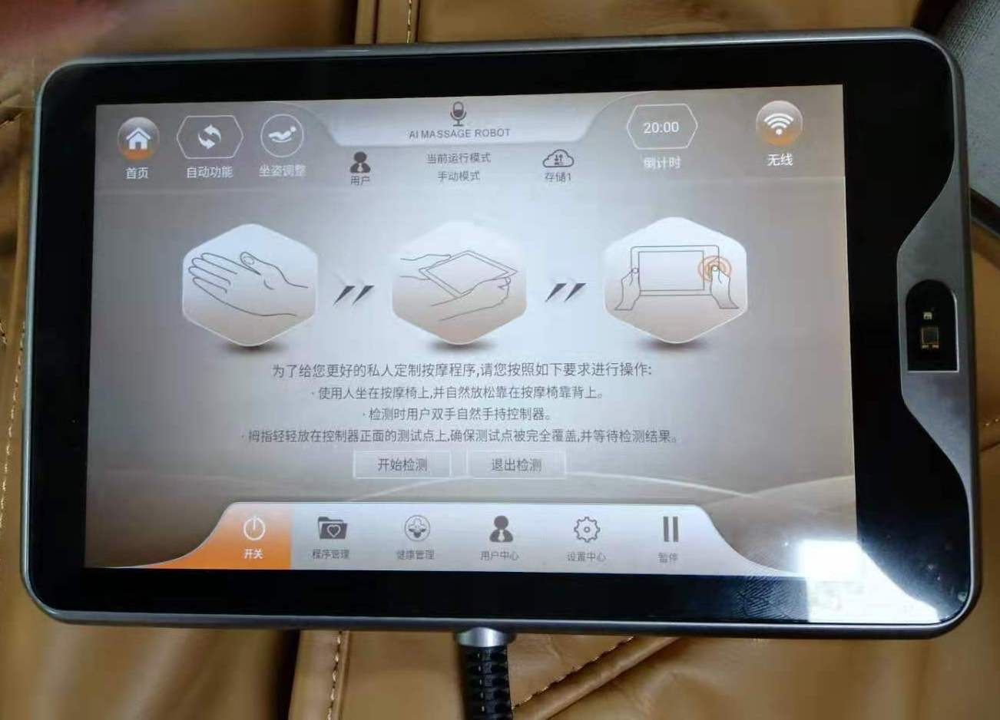 AI MASSAGE ROBOT
20:00
首页
自动功能
坐姿调整
用户
当前运行模式
手动模式
存储1
倒计时
无线
为了给您更好的私人定制按摩程序,请您按照如下要求进行操作:
· 使用人坐在按摩椅上,并自然放松靠在按摩椅靠背上。
· 检测时用户双手自然手持控制器。
· 拇指轻轻放在控制器正面的测试点上,确保测试点被完全覆盖,并等待检测结果。
开始检测
退出检测
开关
程序管理
健康管理
用户中心
设置中心
暂停